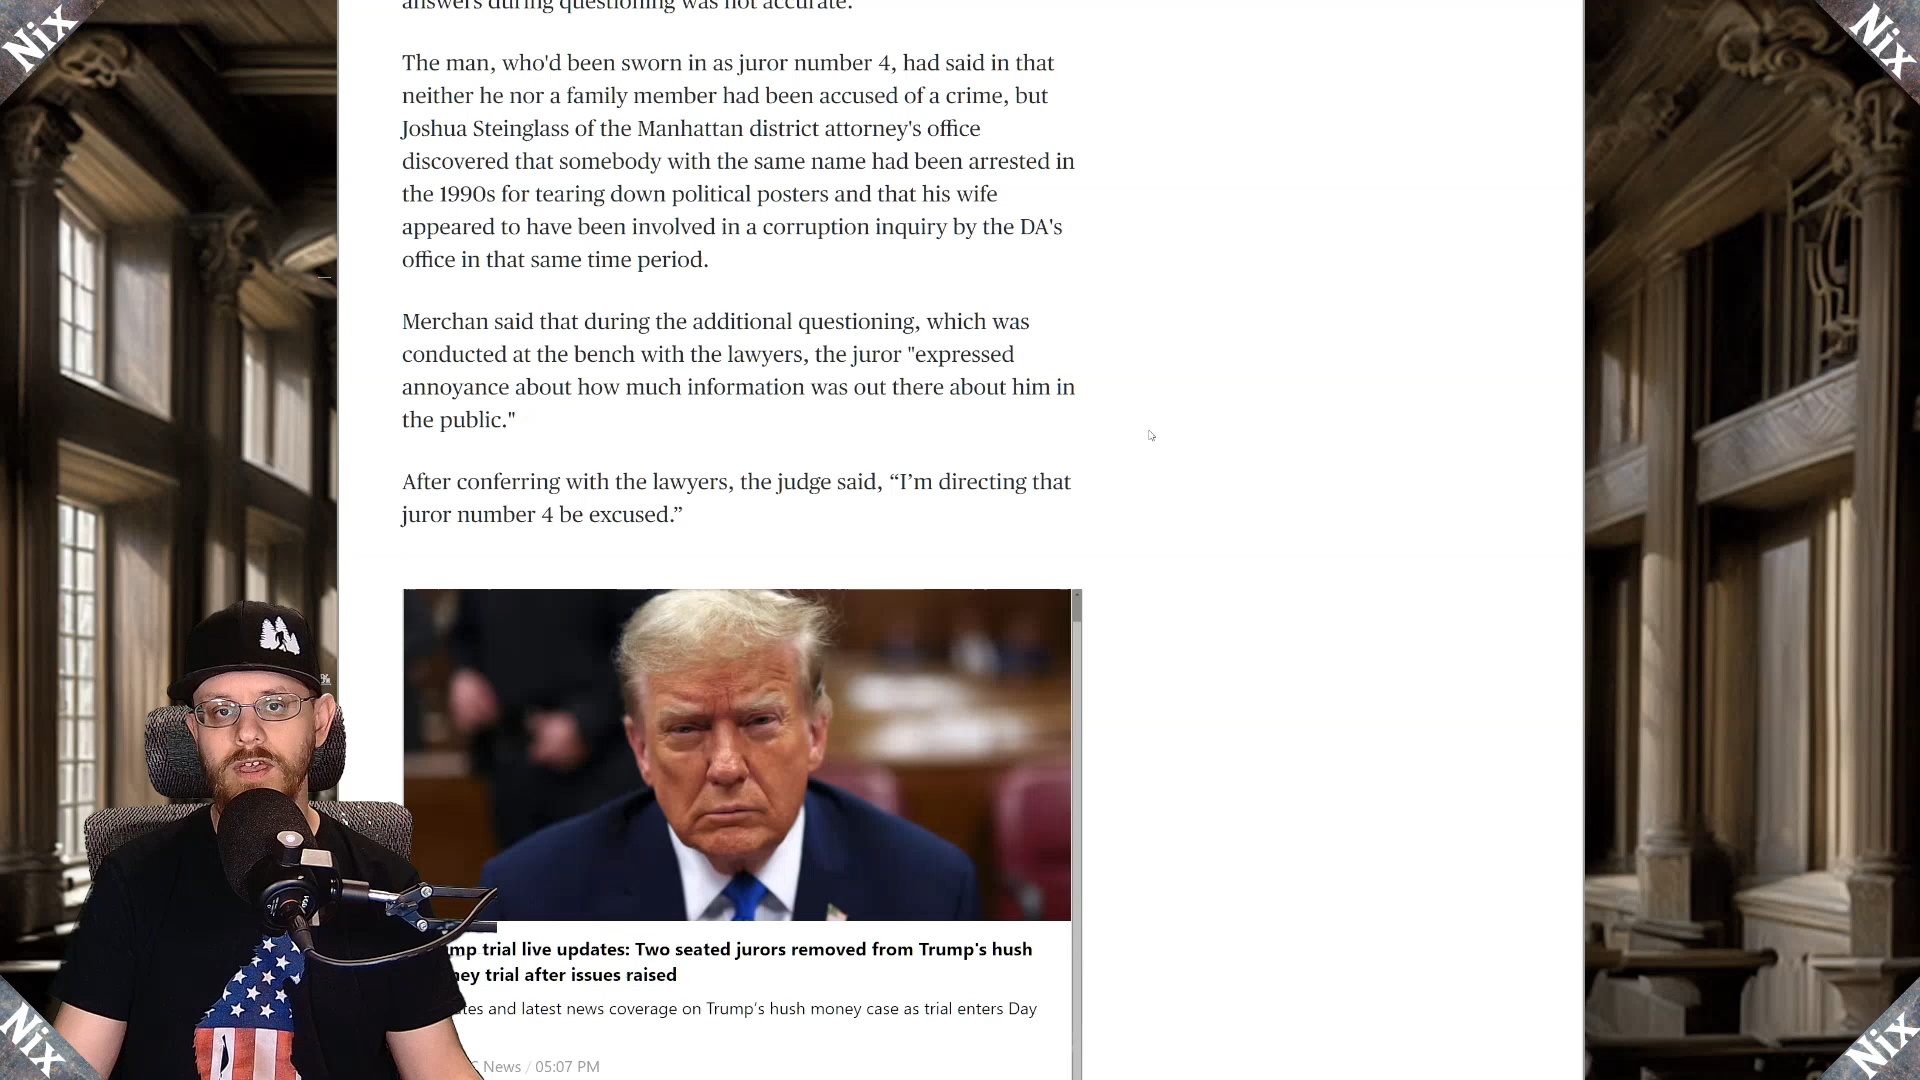 Nix
Nix
answers during questioning was not accurate.
The man, who'd been sworn in as juror number 4, had said in that
neither he nor a family member had been accused of a crime, but
Joshua Steinglass of the Manhattan district attorney's office
discovered that somebody with the same name had been arrested in
the 1990s for tearing down political posters and that his wife
appeared to have been involved in a corruption inquiry by the DA's
office in that same time period.
Merchan said that during the additional questioning, which was
conducted at the bench with the lawyers, the juror "expressed
annoyance about how much information was out there about him in
the public."
After conferring with the lawyers, the judge said, “I’m directing that
juror number 4 be excused.”
mp trial live updates: Two seated jurors removed from Trump's hush
ey trial after issues raised
tes and latest news coverage on Trump’s hush money case as trial enters Day
C News / 05:07 PM
Nix
Nix